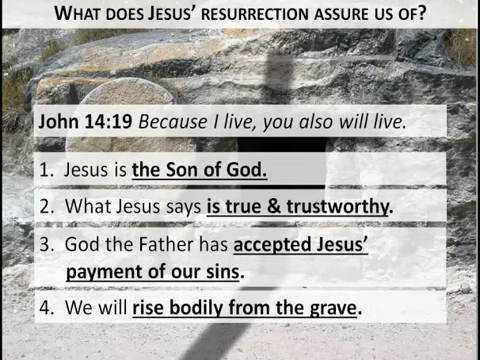 WHAT DOES JESUS’ RESURRECTION ASSURE US OF?
John 14:19 Because I live, you also will live.
1. Jesus is the Son of God.
2. What Jesus says is true & trustworthy.
3. God the Father has accepted Jesus’
payment of our sins.
4. We will rise bodily from the grave.